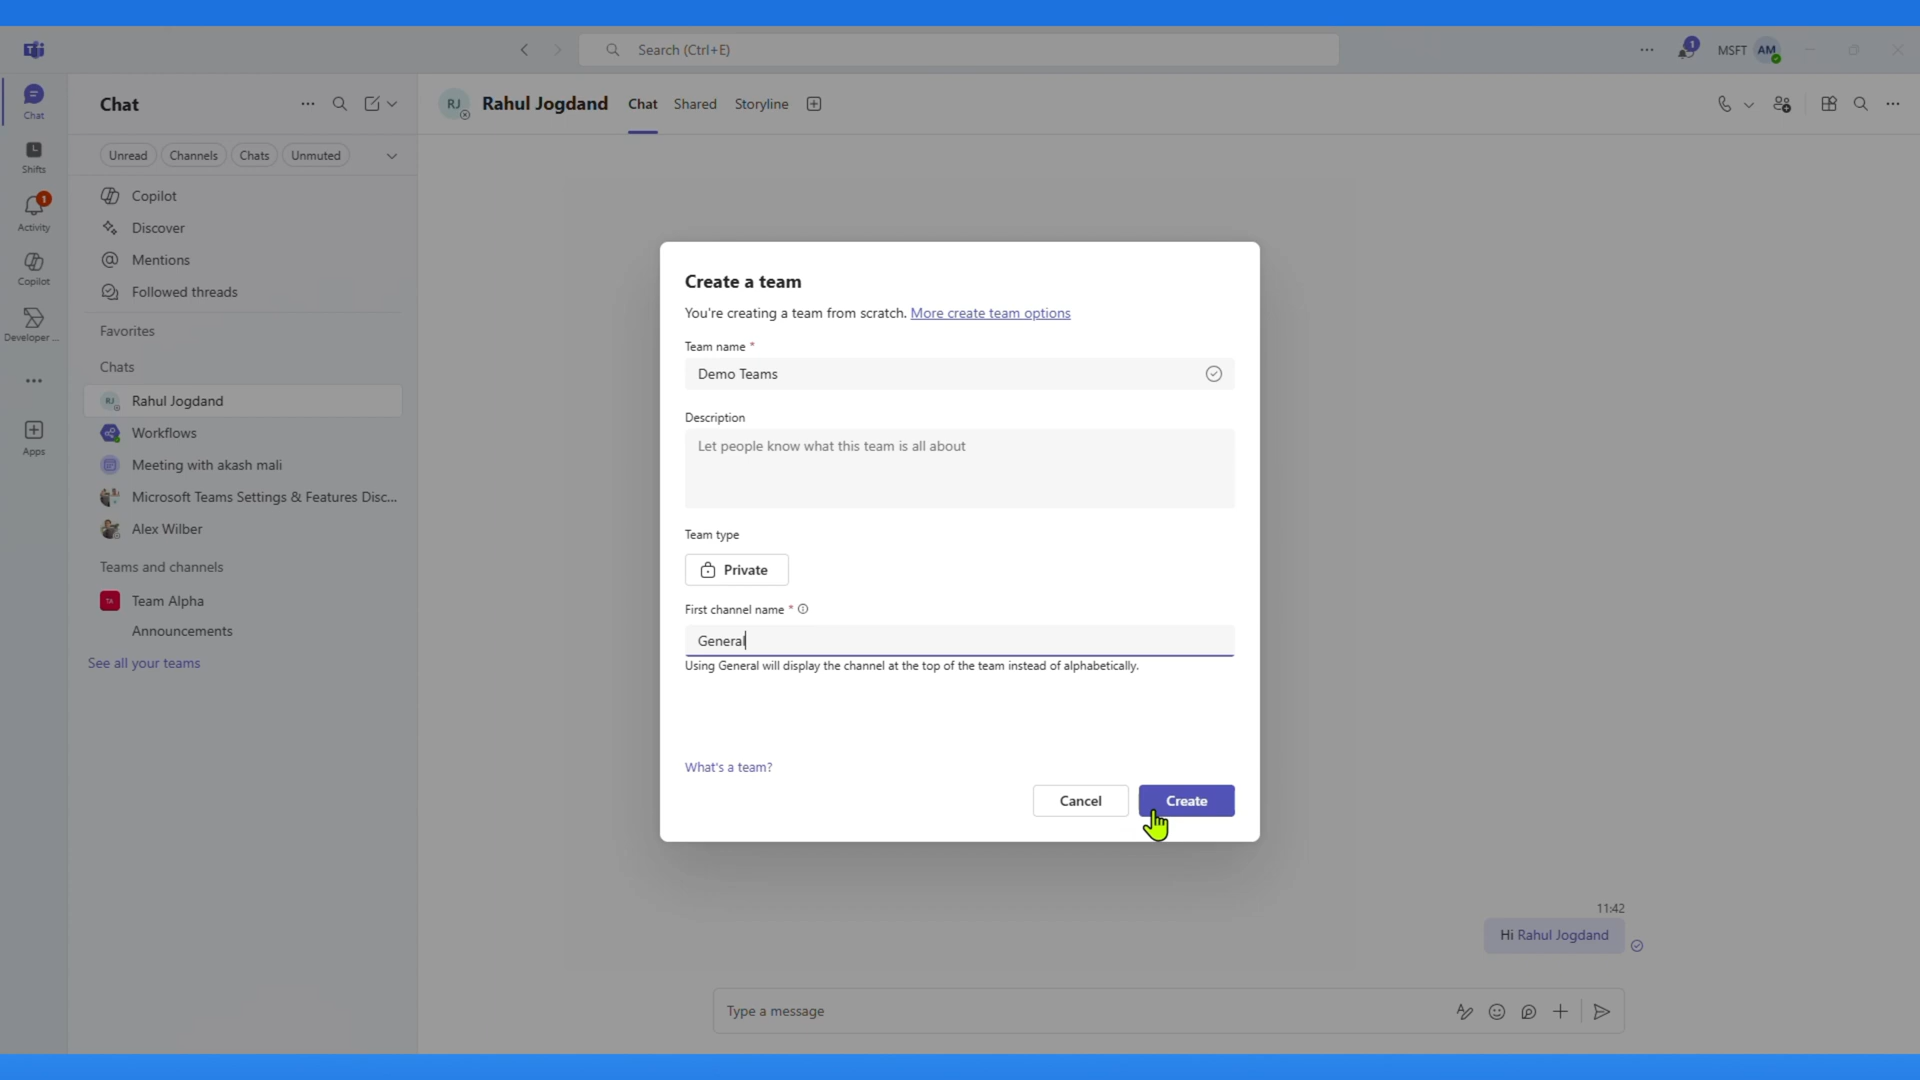 Search (Ctrl+E)
1
MSFT
AM
Chat
Shifts
1
Activity
Copilot
Developer ...
Apps
Chat
Unread
Channels
Chats
Unmuted
Copilot
Discover
Mentions
Followed threads
Favorites
Chats
RJ
Rahul Jogdand
Workflows
Meeting with akash mali
Microsoft Teams Settings & Features Disc...
Alex Wilber
Teams and channels
TA
Team Alpha
Announcements
See all your teams
RJ
Rahul Jogdand
Chat
Shared
Storyline
Create a team
You're creating a team from scratch. More create team options
Team name *
Demo Teams
Description
Let people know what this team is all about
Team type
Private
First channel name *
General
Using General will display the channel at the top of the team instead of alphabetically.
What's a team?
Cancel
Create
11:42
Hi Rahul Jogdand
Type a message